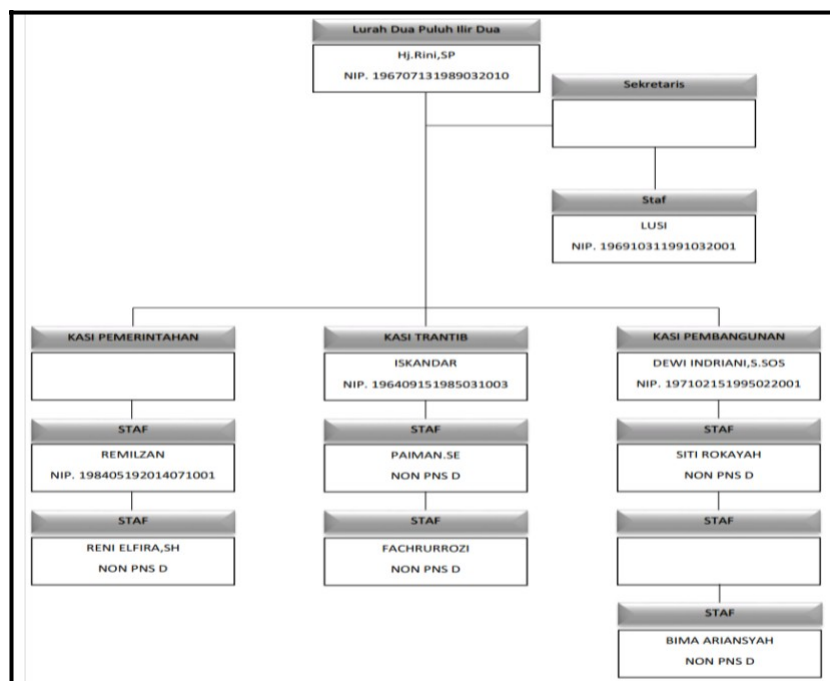 Lurah Dua Puluh Ilir Dua
Hj.Rini,SP
NIP. 196707131989032010
Sekretaris
Staf
LUSI
NIP. 196910311991032001
KASI PEMERINTAHAN
STAF
REMILZAN
NIP. 198405192014071001
STAF
RENI ELFIRA,SH
NON PNS D
KASI TRANTIB
ISKANDAR
NIP. 196409151985031003
STAF
PAIMAN.SE
NON PNS D
STAF
FACHRURROZI
NON PNS D
KASI PEMBANGUNAN
DEWI INDRIANI,S.SOS
NIP. 197102151995022001
STAF
SITI ROKAYAH
NON PNS D
STAF
STAF
BIMA ARIANSYAH
NON PNS D